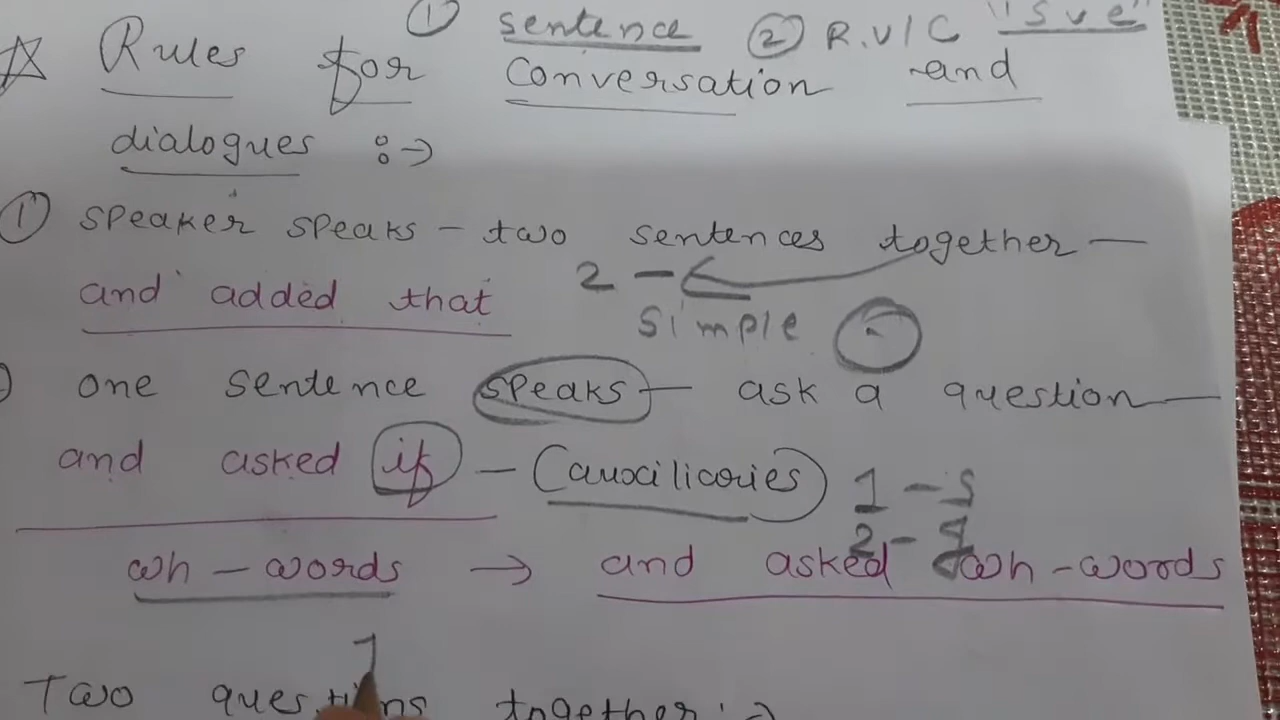 ① sentence ② R.V/C "SVC"
☆ Rules for conversation and
dialogues :→
① speaker speaks – two sentences together –
and added that 2 –
simple
one sentence speaks – ask a question –
and asked if – (auxilicaries) 1 – S
2 –
wh – words → and asked wh – words
Two questions together :→